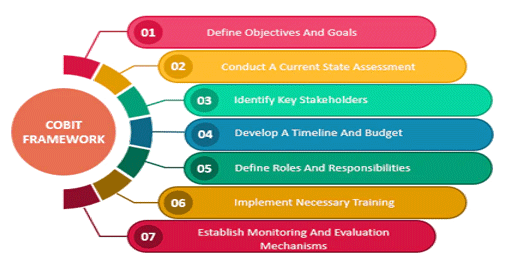 COBIT
FRAMEWORK
01 Define Objectives And Goals
02 Conduct A Current State Assessment
03 Identify Key Stakeholders
04 Develop A Timeline And Budget
05 Define Roles And Responsibilities
06 Implement Necessary Training
07 Establish Monitoring And Evaluation
Mechanisms